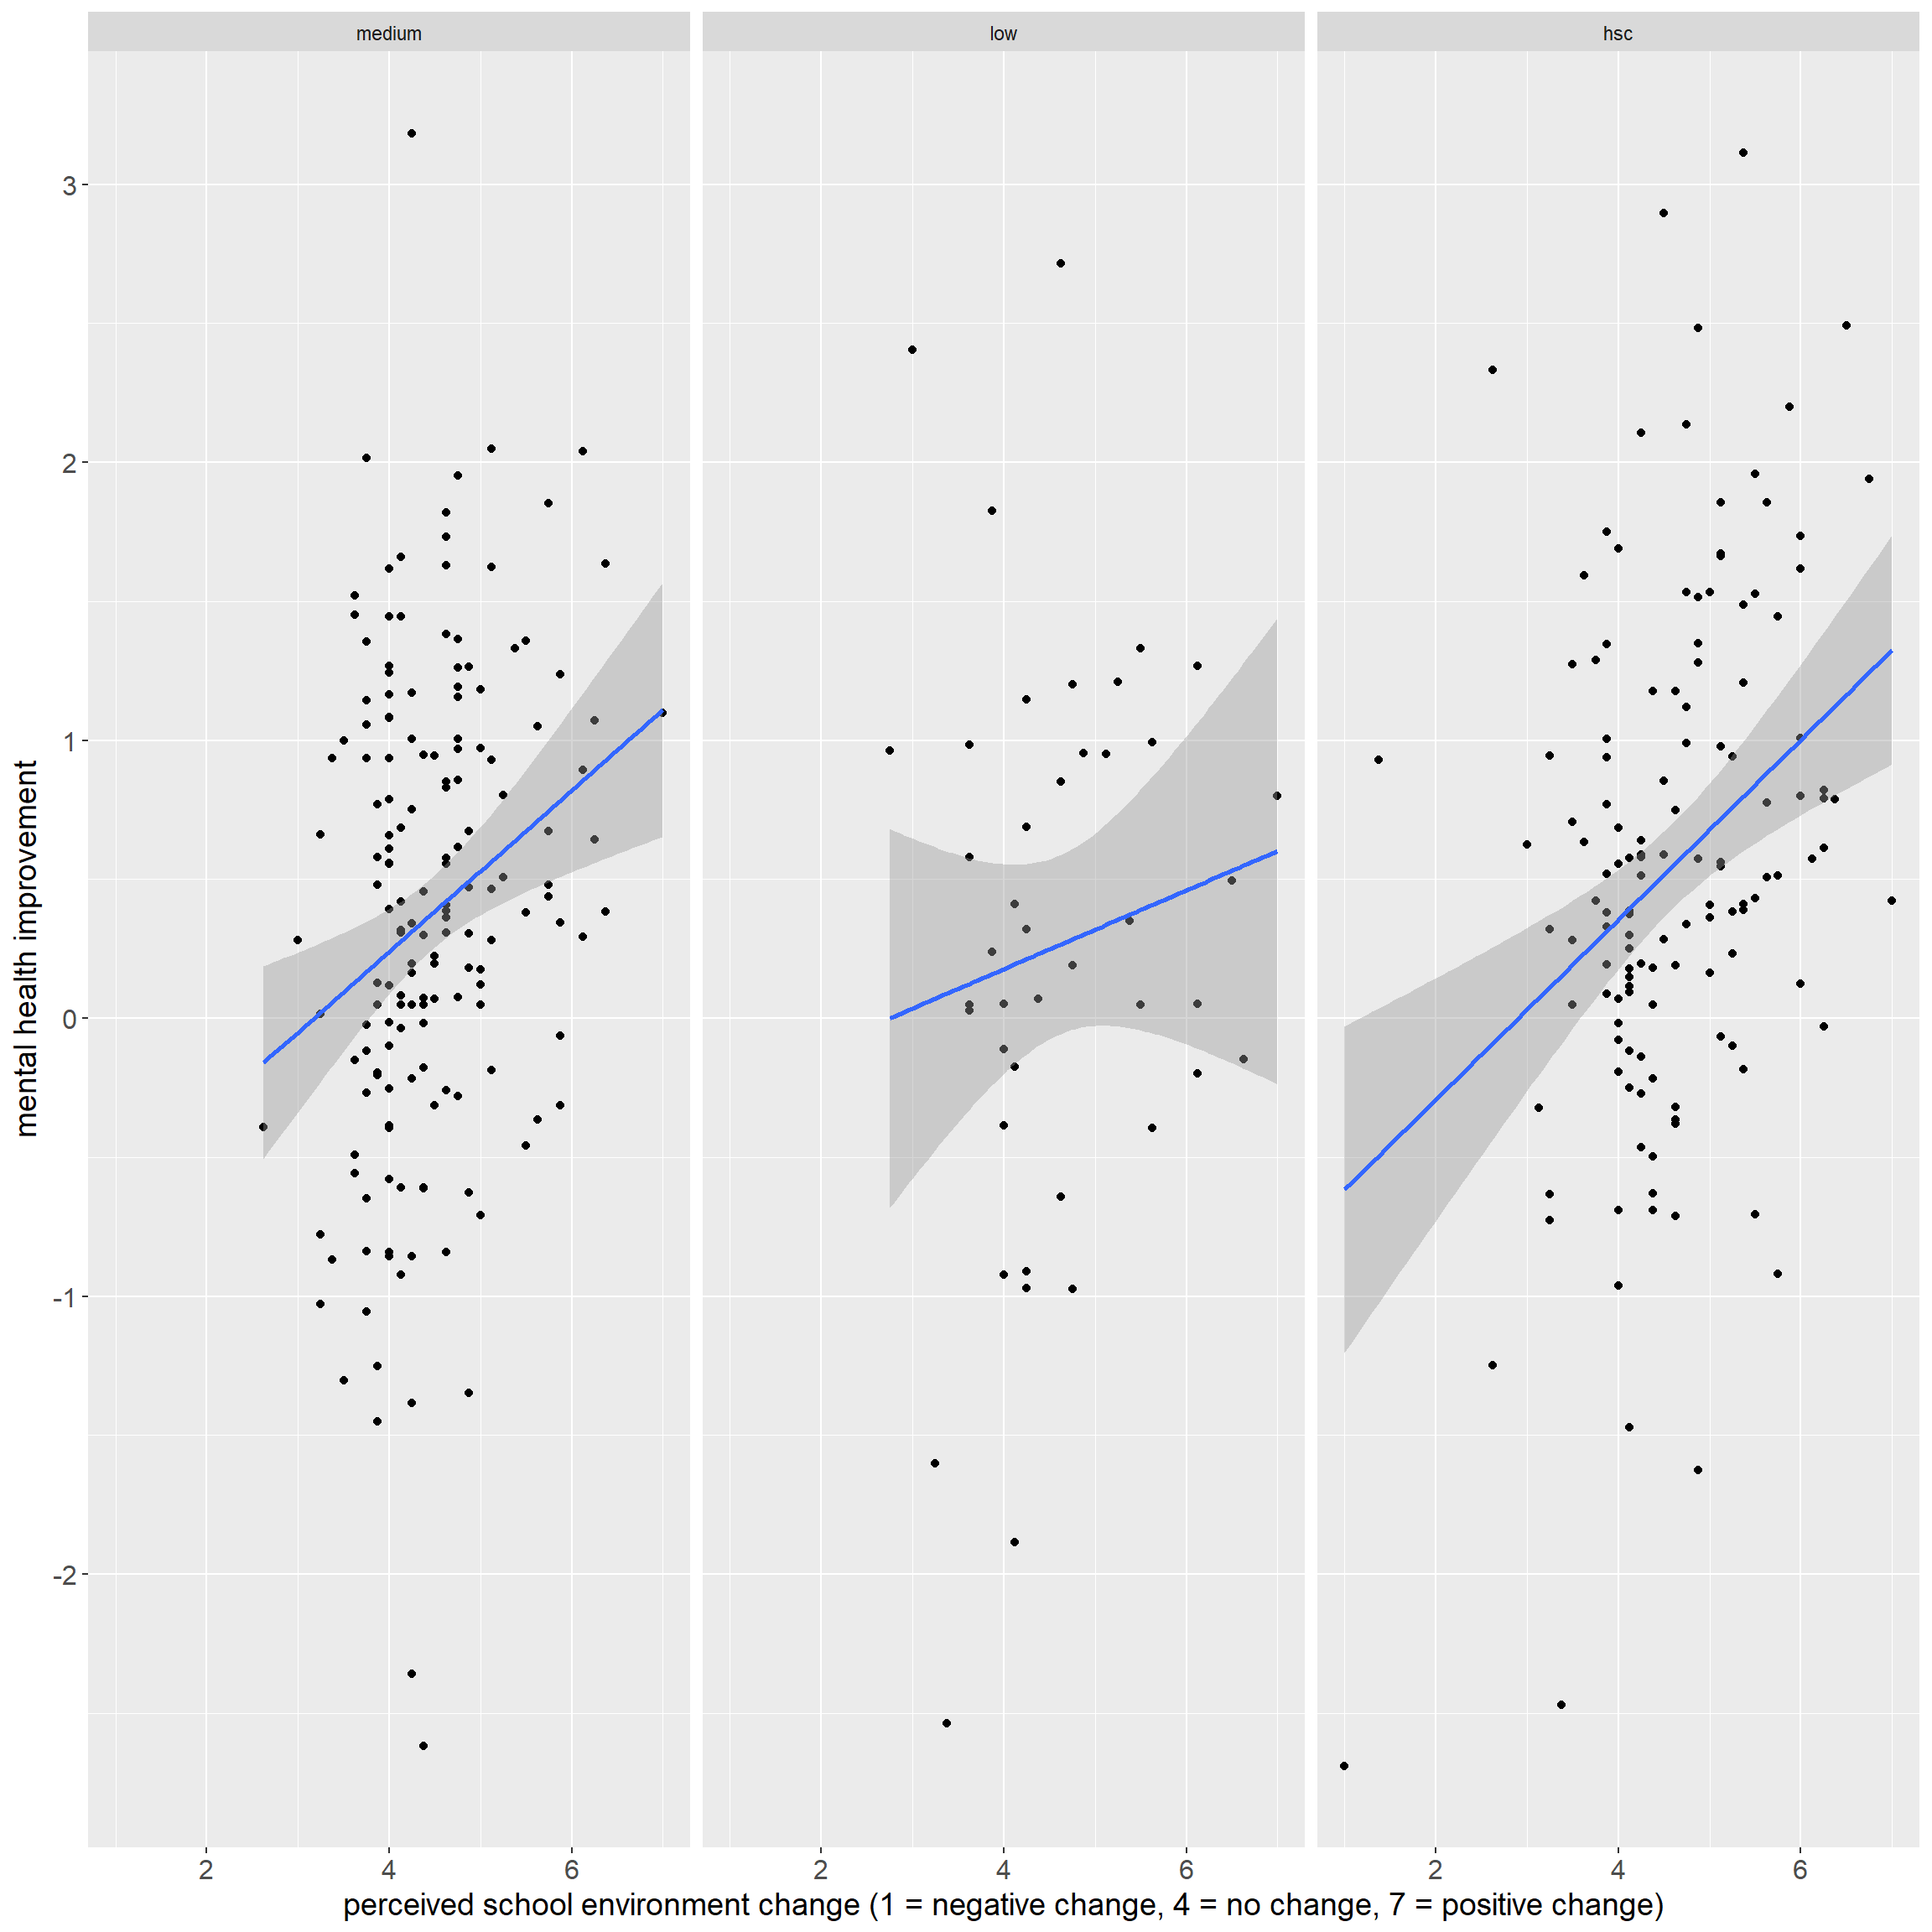 medium low hsc
3
2
1
0
-1
-2
mental health improvement
2 4 6 2 4 6 2 4 6
perceived school environment change (1 = negative change, 4 = no change, 7 = positive change)